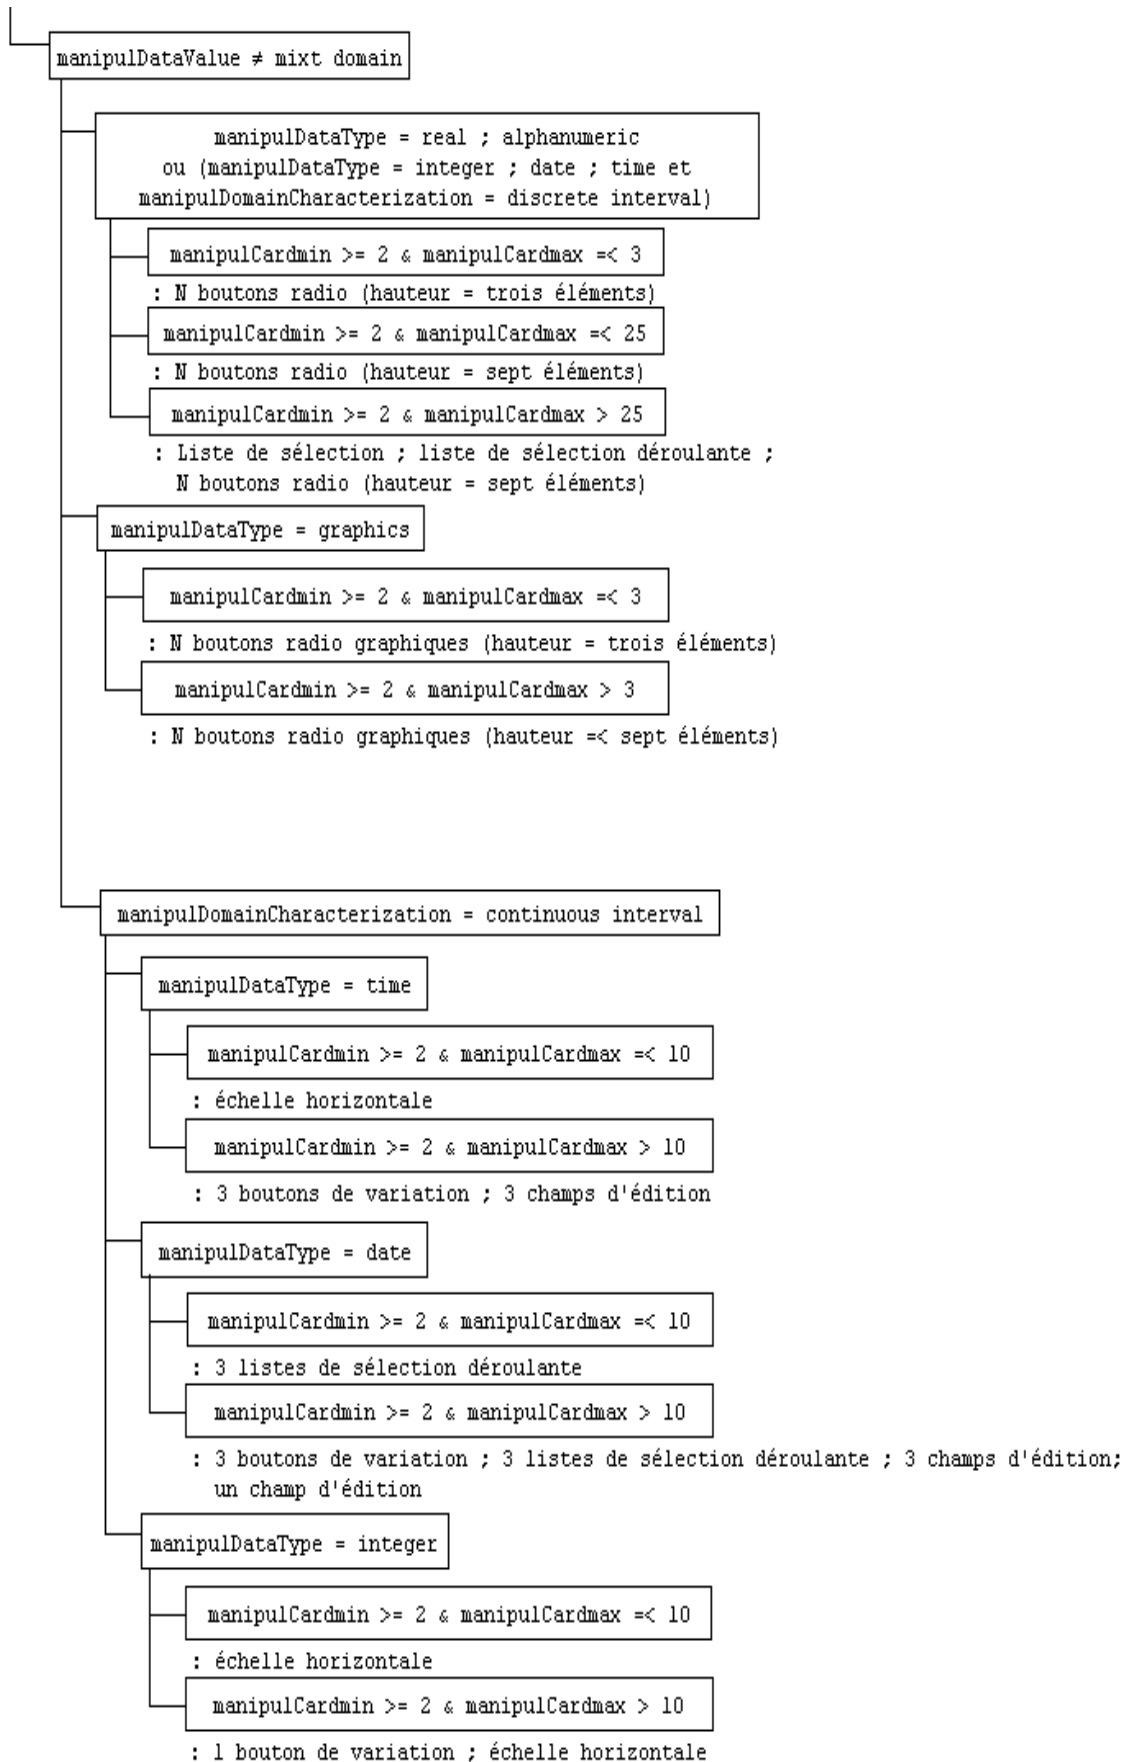 manipulDataValue ≠ mixt domain
manipulDataType = real ; alphanumeric
ou (manipulDataType = integer ; date ; time et
manipulDomainCharacterization = discrete interval)
manipulCardmin >= 2 & manipulCardmax =< 3
: N boutons radio (hauteur = trois éléments)
manipulCardmin >= 2 & manipulCardmax =< 25
: N boutons radio (hauteur = sept éléments)
manipulCardmin >= 2 & manipulCardmax > 25
: Liste de sélection ; liste de sélection déroulante ;
N boutons radio (hauteur = sept éléments)
manipulDataType = graphics
manipulCardmin >= 2 & manipulCardmax =< 3
: N boutons radio graphiques (hauteur = trois éléments)
manipulCardmin >= 2 & manipulCardmax > 3
: N boutons radio graphiques (hauteur =< sept éléments)
manipulDomainCharacterization = continuous interval
manipulDataType = time
manipulCardmin >= 2 & manipulCardmax =< 10
: échelle horizontale
manipulCardmin >= 2 & manipulCardmax > 10
: 3 boutons de variation ; 3 champs d'édition
manipulDataType = date
manipulCardmin >= 2 & manipulCardmax =< 10
: 3 listes de sélection déroulante
manipulCardmin >= 2 & manipulCardmax > 10
: 3 boutons de variation ; 3 listes de sélection déroulante ; 3 champs d'édition;
un champ d'édition
manipulDataType = integer
manipulCardmin >= 2 & manipulCardmax =< 10
: échelle horizontale
manipulCardmin >= 2 & manipulCardmax > 10
: 1 bouton de variation ; échelle horizontale